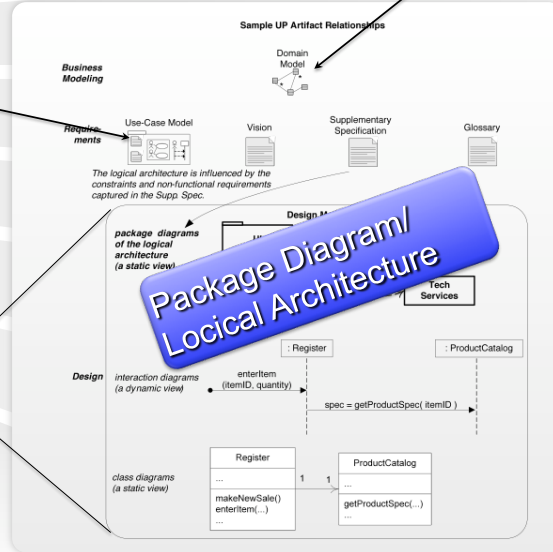 Sample UP Artifact Relationships
Domain
Model
Business
Modeling
Require-
ments
Use-Case Model
Vision
Supplementary
Specification
Glossary
The logical architecture is influenced by the
constraints and non-functional requirements
captured in the Supp. Spec.
Design
package diagrams
of the logical
architecture
(a static view)
Package Diagram/
Locical Architecture
Tech
Services
: Register
: ProductCatalog
Design
interaction diagrams
(a dynamic view)
enterItem
(itemID, quantity)
spec = getProductSpec( itemID )
class diagrams
(a static view)
Register
...
makeNewSale()
enterItem(...)
...
1
1
ProductCatalog
...
getProductSpec(...)
...